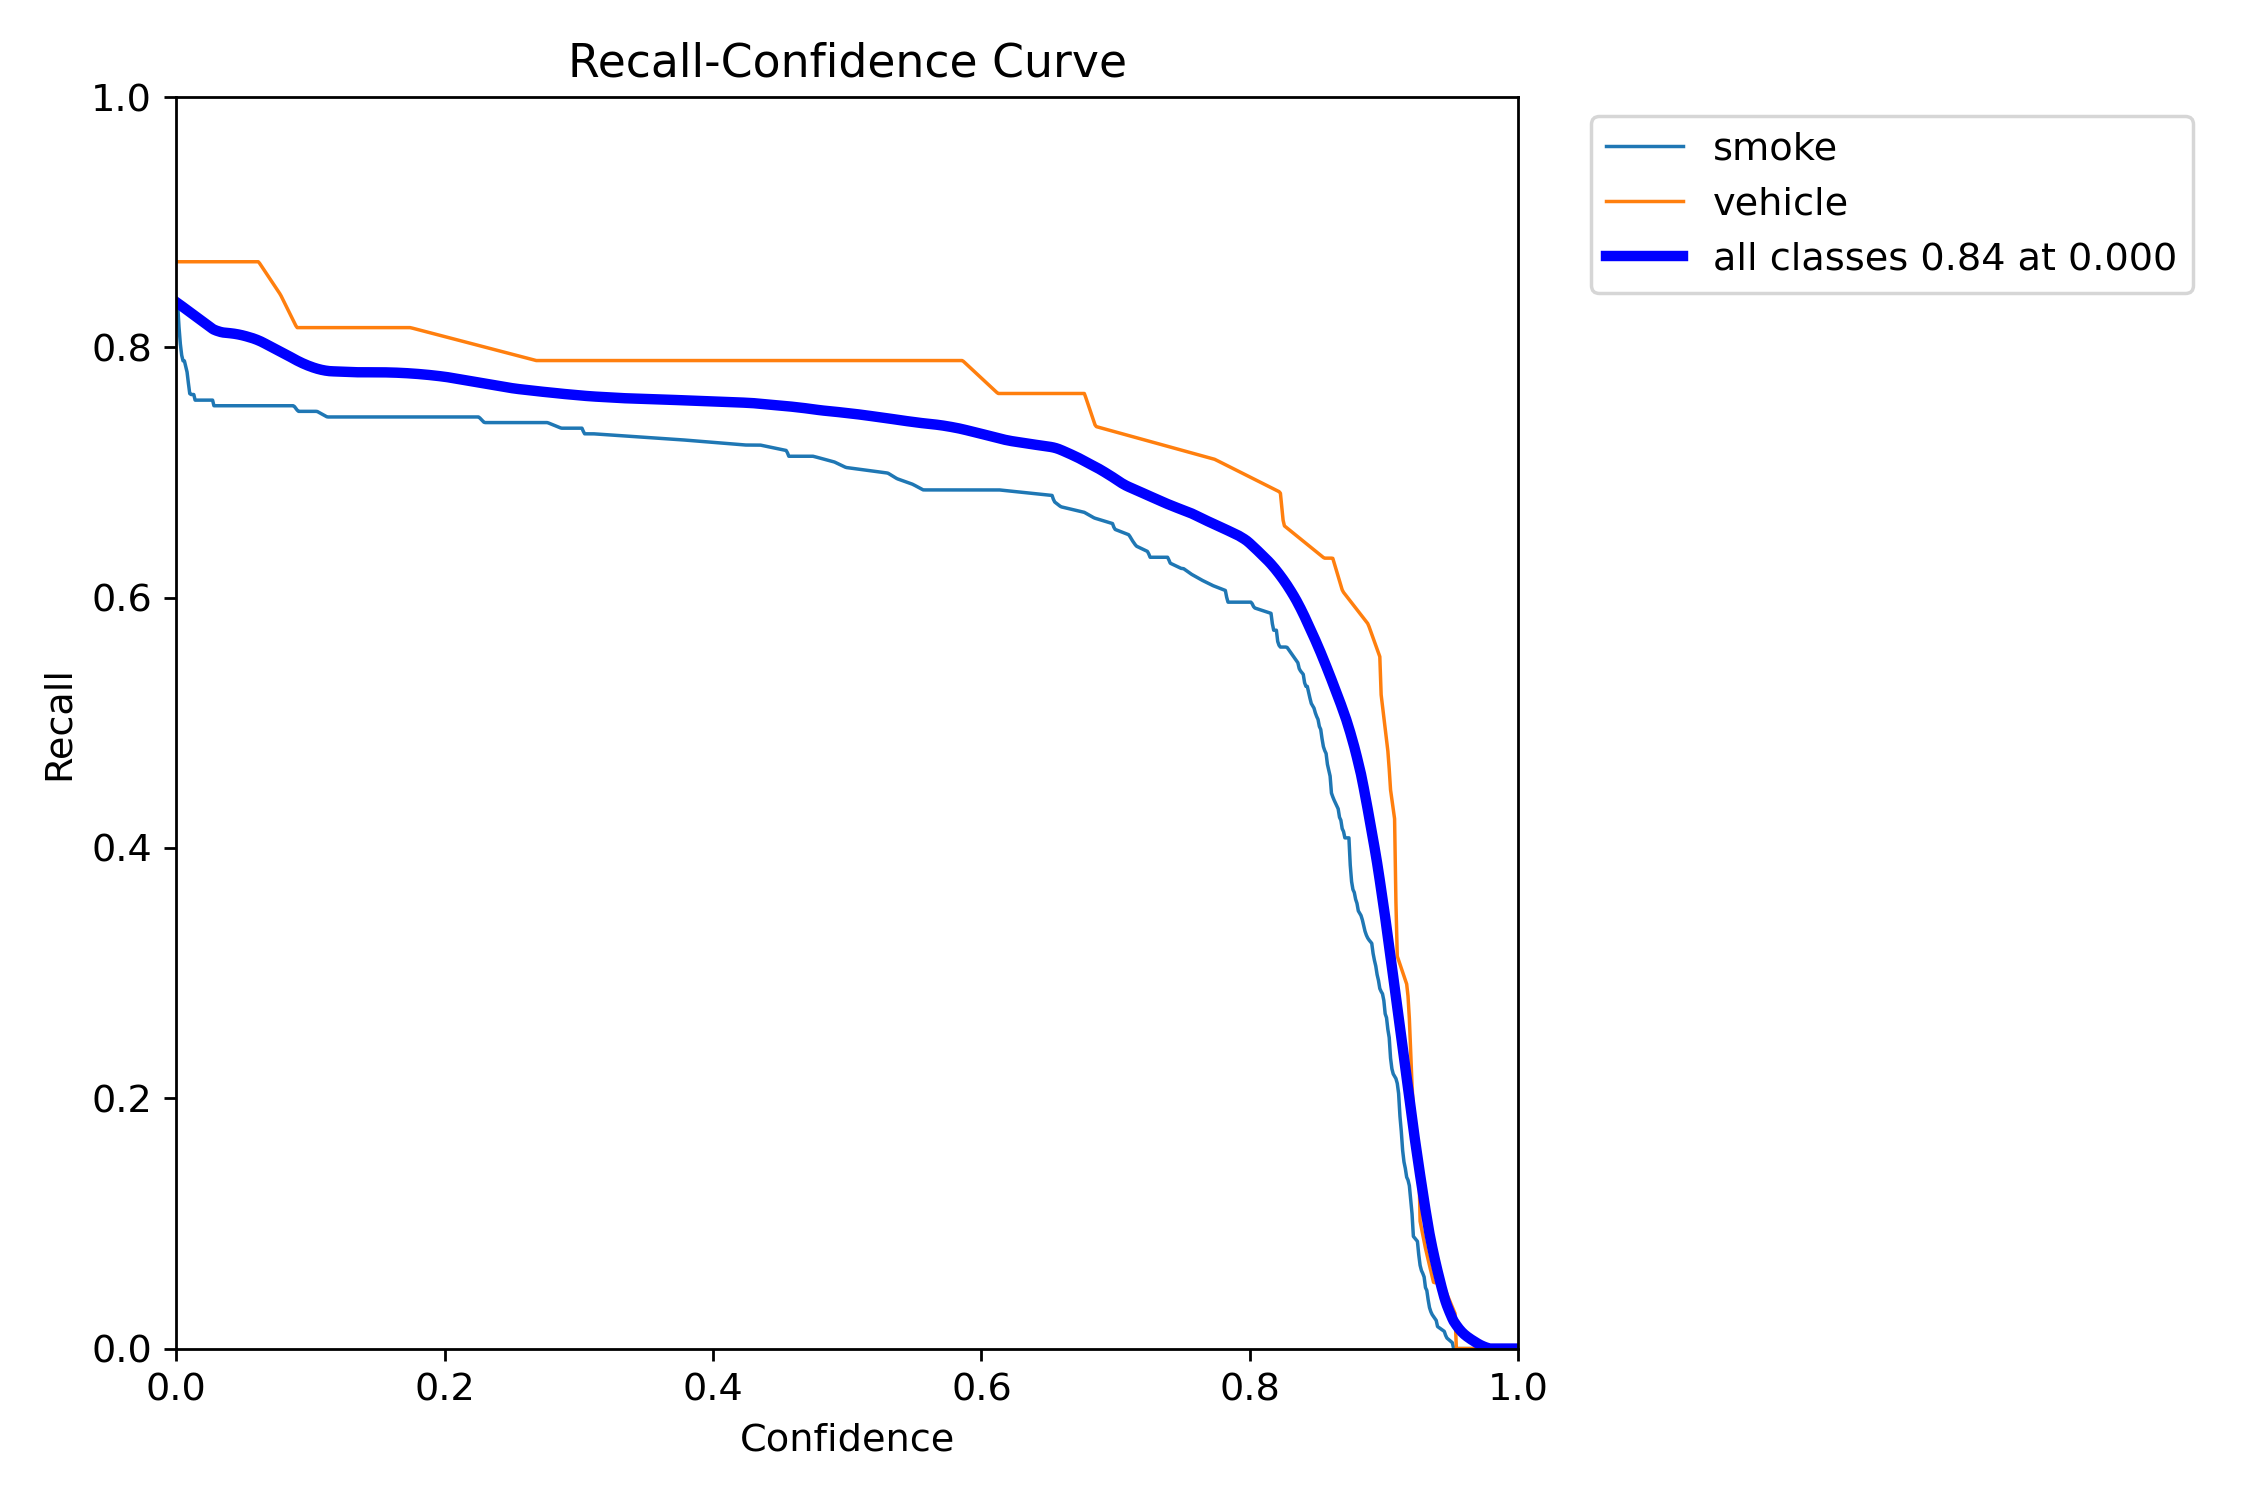 Recall-Confidence Curve
1.0
0.8
0.6
0.4
0.2
0.0
Recall
0.0 0.2 0.4 0.6 0.8 1.0
Confidence
smoke
vehicle
all classes 0.84 at 0.000